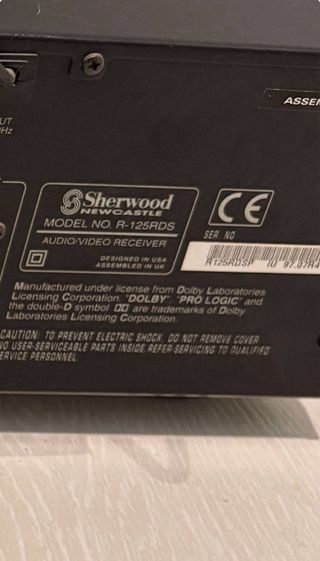 UT
Hz
ASSEM
Sherwood
NEWCASTLE
MODEL NO. R-125RDS
AUDIO/VIDEO RECEIVER
DESIGNED IN USA
ASSEMBLED IN UK
CE
SER. NO
Manufactured under license from Dolby Laboratories
Licensing Corporation. "DOLBY", "PRO LOGIC" and
the double-D symbol are trademarks of Dolby
Laboratories Licensing Corporation.
CAUTION: TO PREVENT ELECTRIC SHOCK, DO NOT REMOVE COVER
NO USER-SERVICEABLE PARTS INSIDE. REFER SERVICING TO QUALIFIED
SERVICE PERSONNEL.